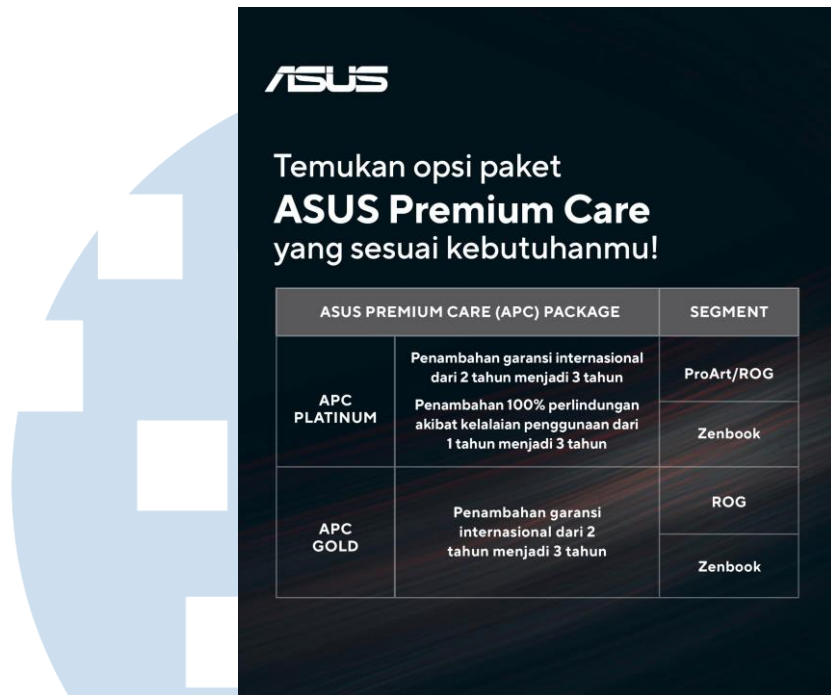 ASUS
Temukan opsi paket
ASUS Premium Care
yang sesuai kebutuhanmu!
ASUS PREMIUM CARE (APC) PACKAGE
SEGMENT
APC
PLATINUM
Penambahan garansi internasional
dari 2 tahun menjadi 3 tahun
Penambahan 100% perlindungan
akibat kelalaian penggunaan dari
1 tahun menjadi 3 tahun
ProArt/ROG
Zenbook
APC
GOLD
Penambahan garansi
internasional dari 2
tahun menjadi 3 tahun
ROG
Zenbook